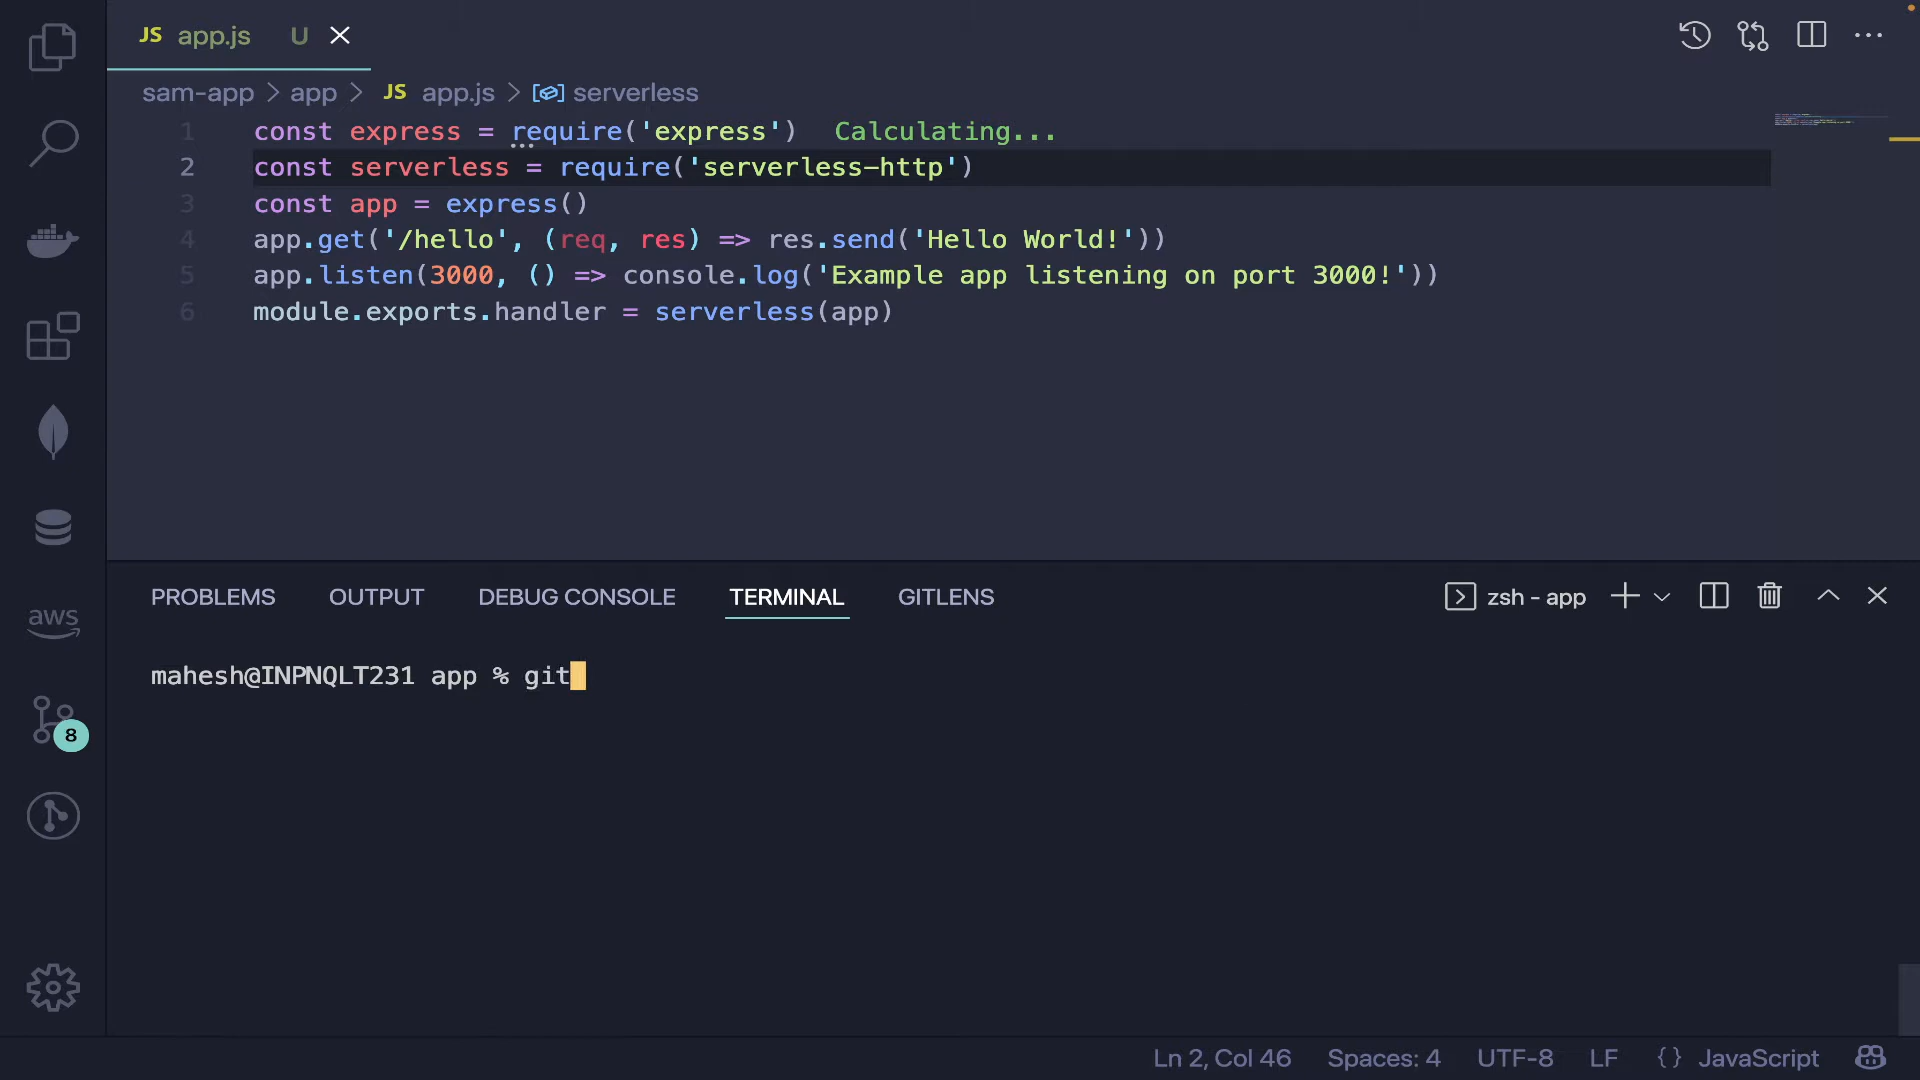 JS app.js U
sam-app > app > JS app.js > serverless
1 const express = require('express') Calculating...
2 const serverless = require('serverless-http')
3 const app = express()
4 app.get('/hello', (req, res) => res.send('Hello World!'))
5 app.listen(3000, () => console.log('Example app listening on port 3000!'))
6 module.exports.handler = serverless(app)
aws
8
PROBLEMS OUTPUT DEBUG CONSOLE TERMINAL GITLENS zsh - app
mahesh@INPNQLT231 app % git
Ln 2, Col 46 Spaces: 4 UTF-8 LF {} JavaScript